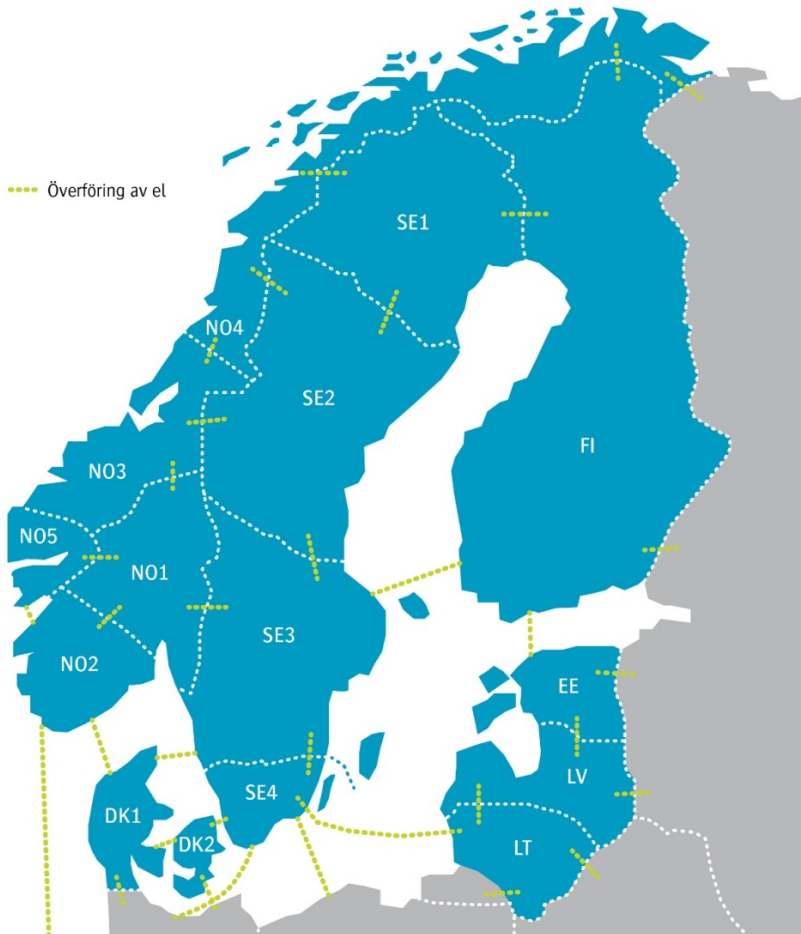 Överföring av el
SE1
NO4
SE2
FI
NO3
NO5
NO1
SE3
NO2
EE
LV
SE4
DK1
DK2
LT